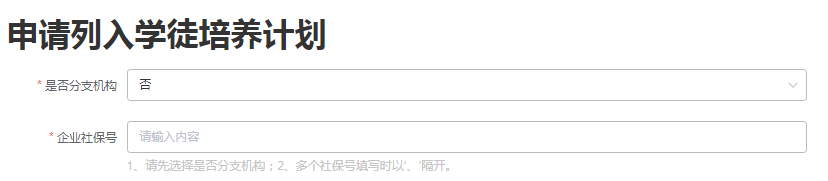 申请列入学徒培养计划
* 是否分支机构 否
* 企业社保号 请输入内容
1、请先选择是否分支机构；2、多个社保号填写时以'、'隔开。